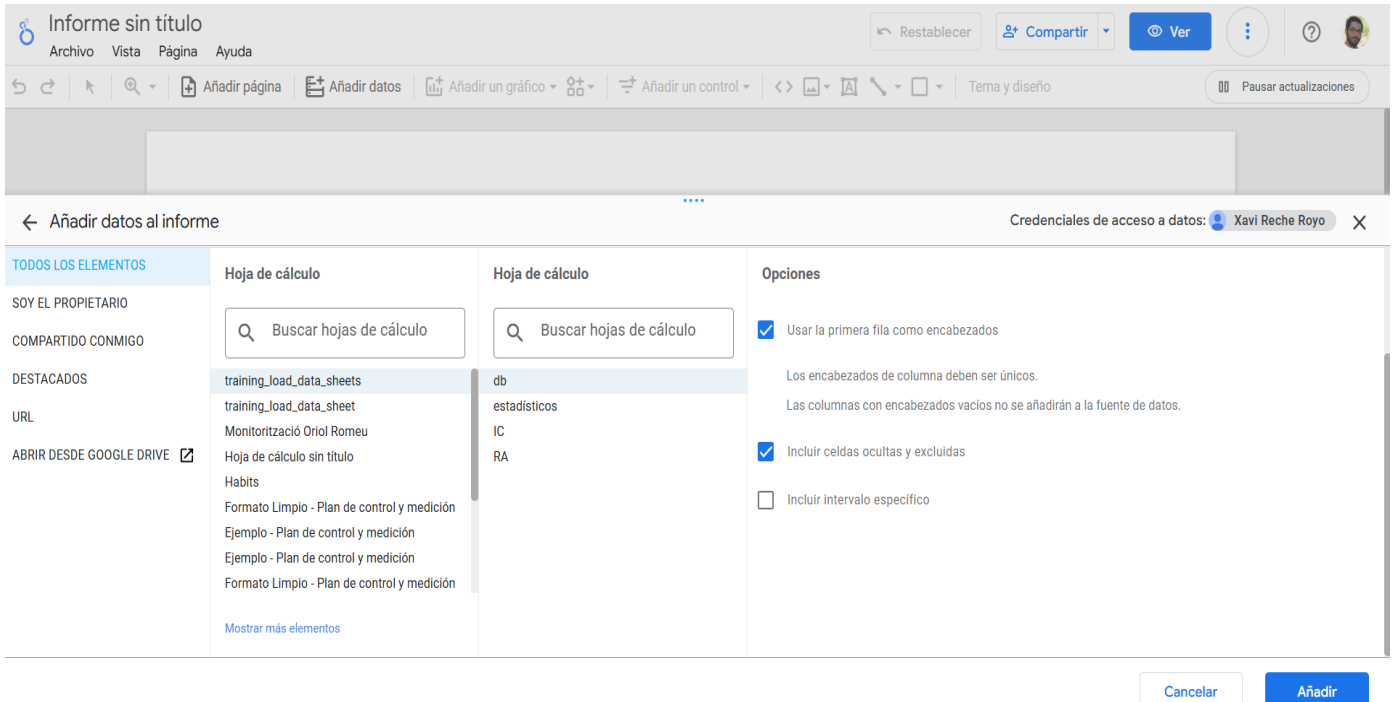 Informe sin título
Archivo Vista Página Ayuda
Restablecer
Compartir
Ver
Añadir página
Añadir datos
Añadir un gráfico
Añadir un control
Tema y diseño
Pausar actualizaciones
Añadir datos al informe
Credenciales de acceso a datos: Xavi Reche Royo
TODOS LOS ELEMENTOS
SOY EL PROPIETARIO
COMPARTIDO CONMIGO
DESTACADOS
URL
ABRIR DESDE GOOGLE DRIVE
Hoja de cálculo
Buscar hojas de cálculo
training_load_data_sheets
training_load_data_sheet
Monitorització Oriol Romeu
Hoja de cálculo sin título
Habits
Formato Limpio - Plan de control y medición
Ejemplo - Plan de control y medición
Ejemplo - Plan de control y medición
Formato Limpio - Plan de control y medición
Mostrar más elementos
Hoja de cálculo
Buscar hojas de cálculo
db
estadísticos
IC
RA
Opciones
Usar la primera fila como encabezados
Los encabezados de columna deben ser únicos.
Las columnas con encabezados vacíos no se añadirán a la fuente de datos.
Incluir celdas ocultas y excluidas
Incluir intervalo específico
Cancelar
Añadir